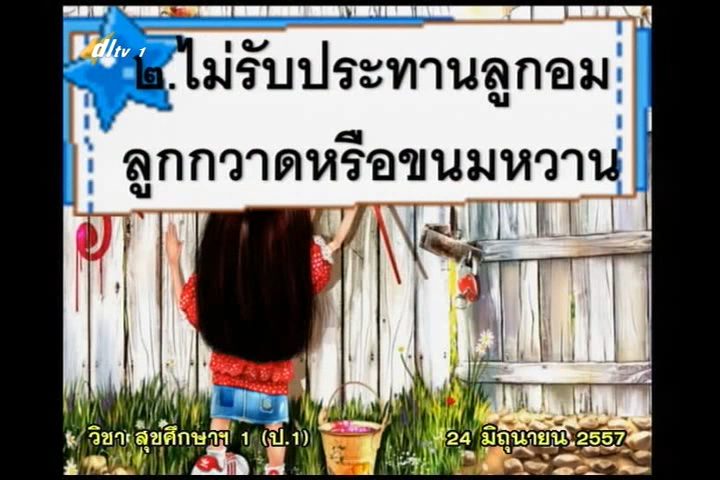 dltv 1
๒.ไม่รับประทานลูกอม
ลูกกวาดหรือขนมหวาน
วิชา สุขศึกษาฯ 1 (ป.1)
24 มิถุนายน 2557